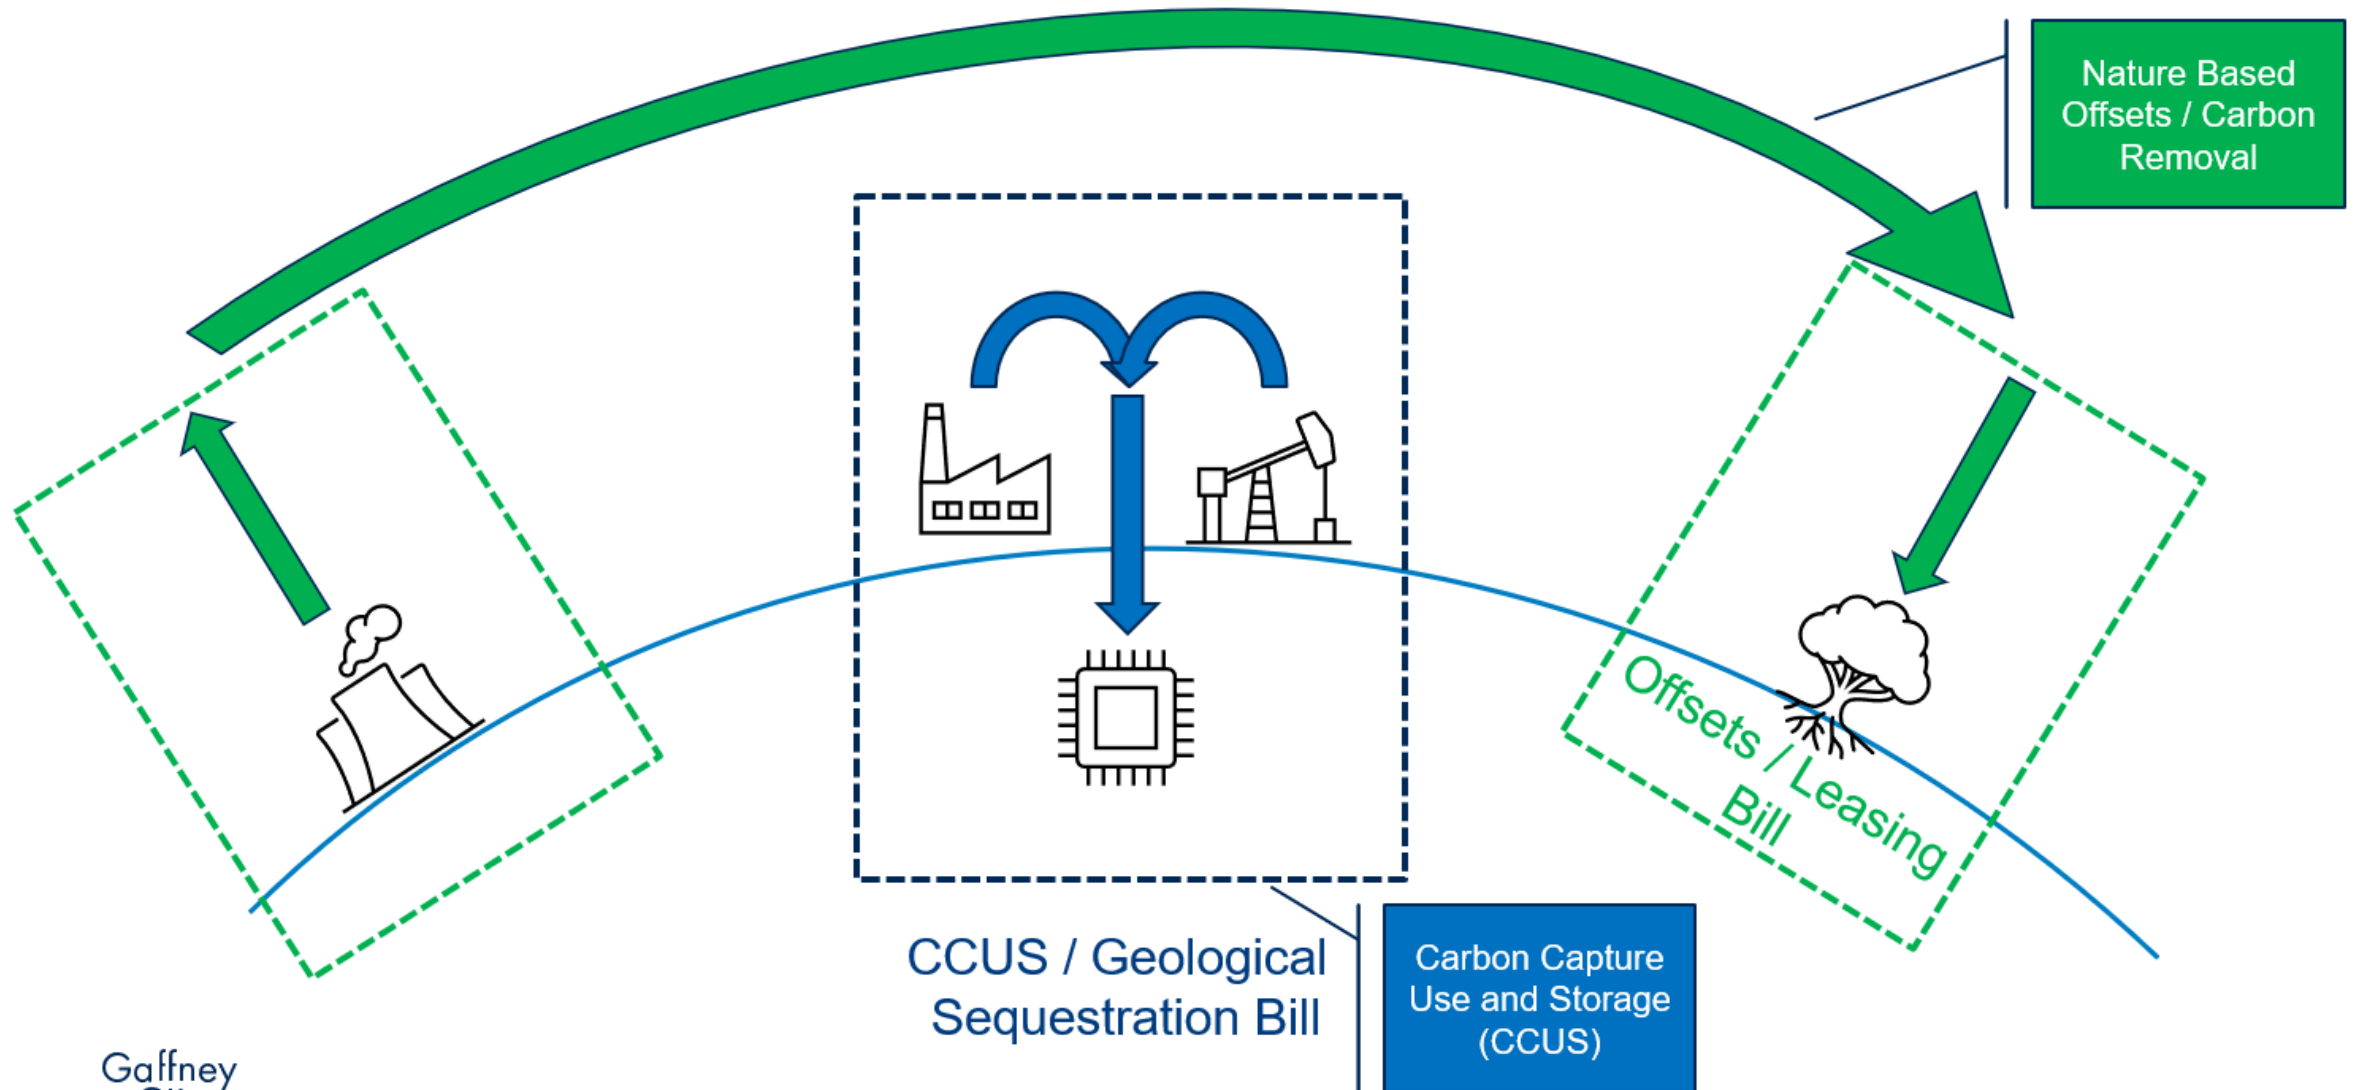 Nature Based
Offsets / Carbon
Removal
Offsets / Leasing
Bill
CCUS / Geological
Sequestration Bill
Carbon Capture
Use and Storage
(CCUS)
Gaffney